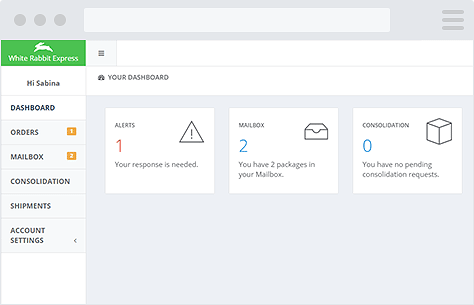 White Rabbit Express
Hi Sabina
YOUR DASHBOARD
DASHBOARD
ORDERS 1
MAILBOX 2
CONSOLIDATION
SHIPMENTS
ACCOUNT
SETTINGS
ALERTS
1
Your response is needed.
MAILBOX
2
You have 2 packages in
your Mailbox.
CONSOLIDATION
0
You have no pending
consolidation requests.